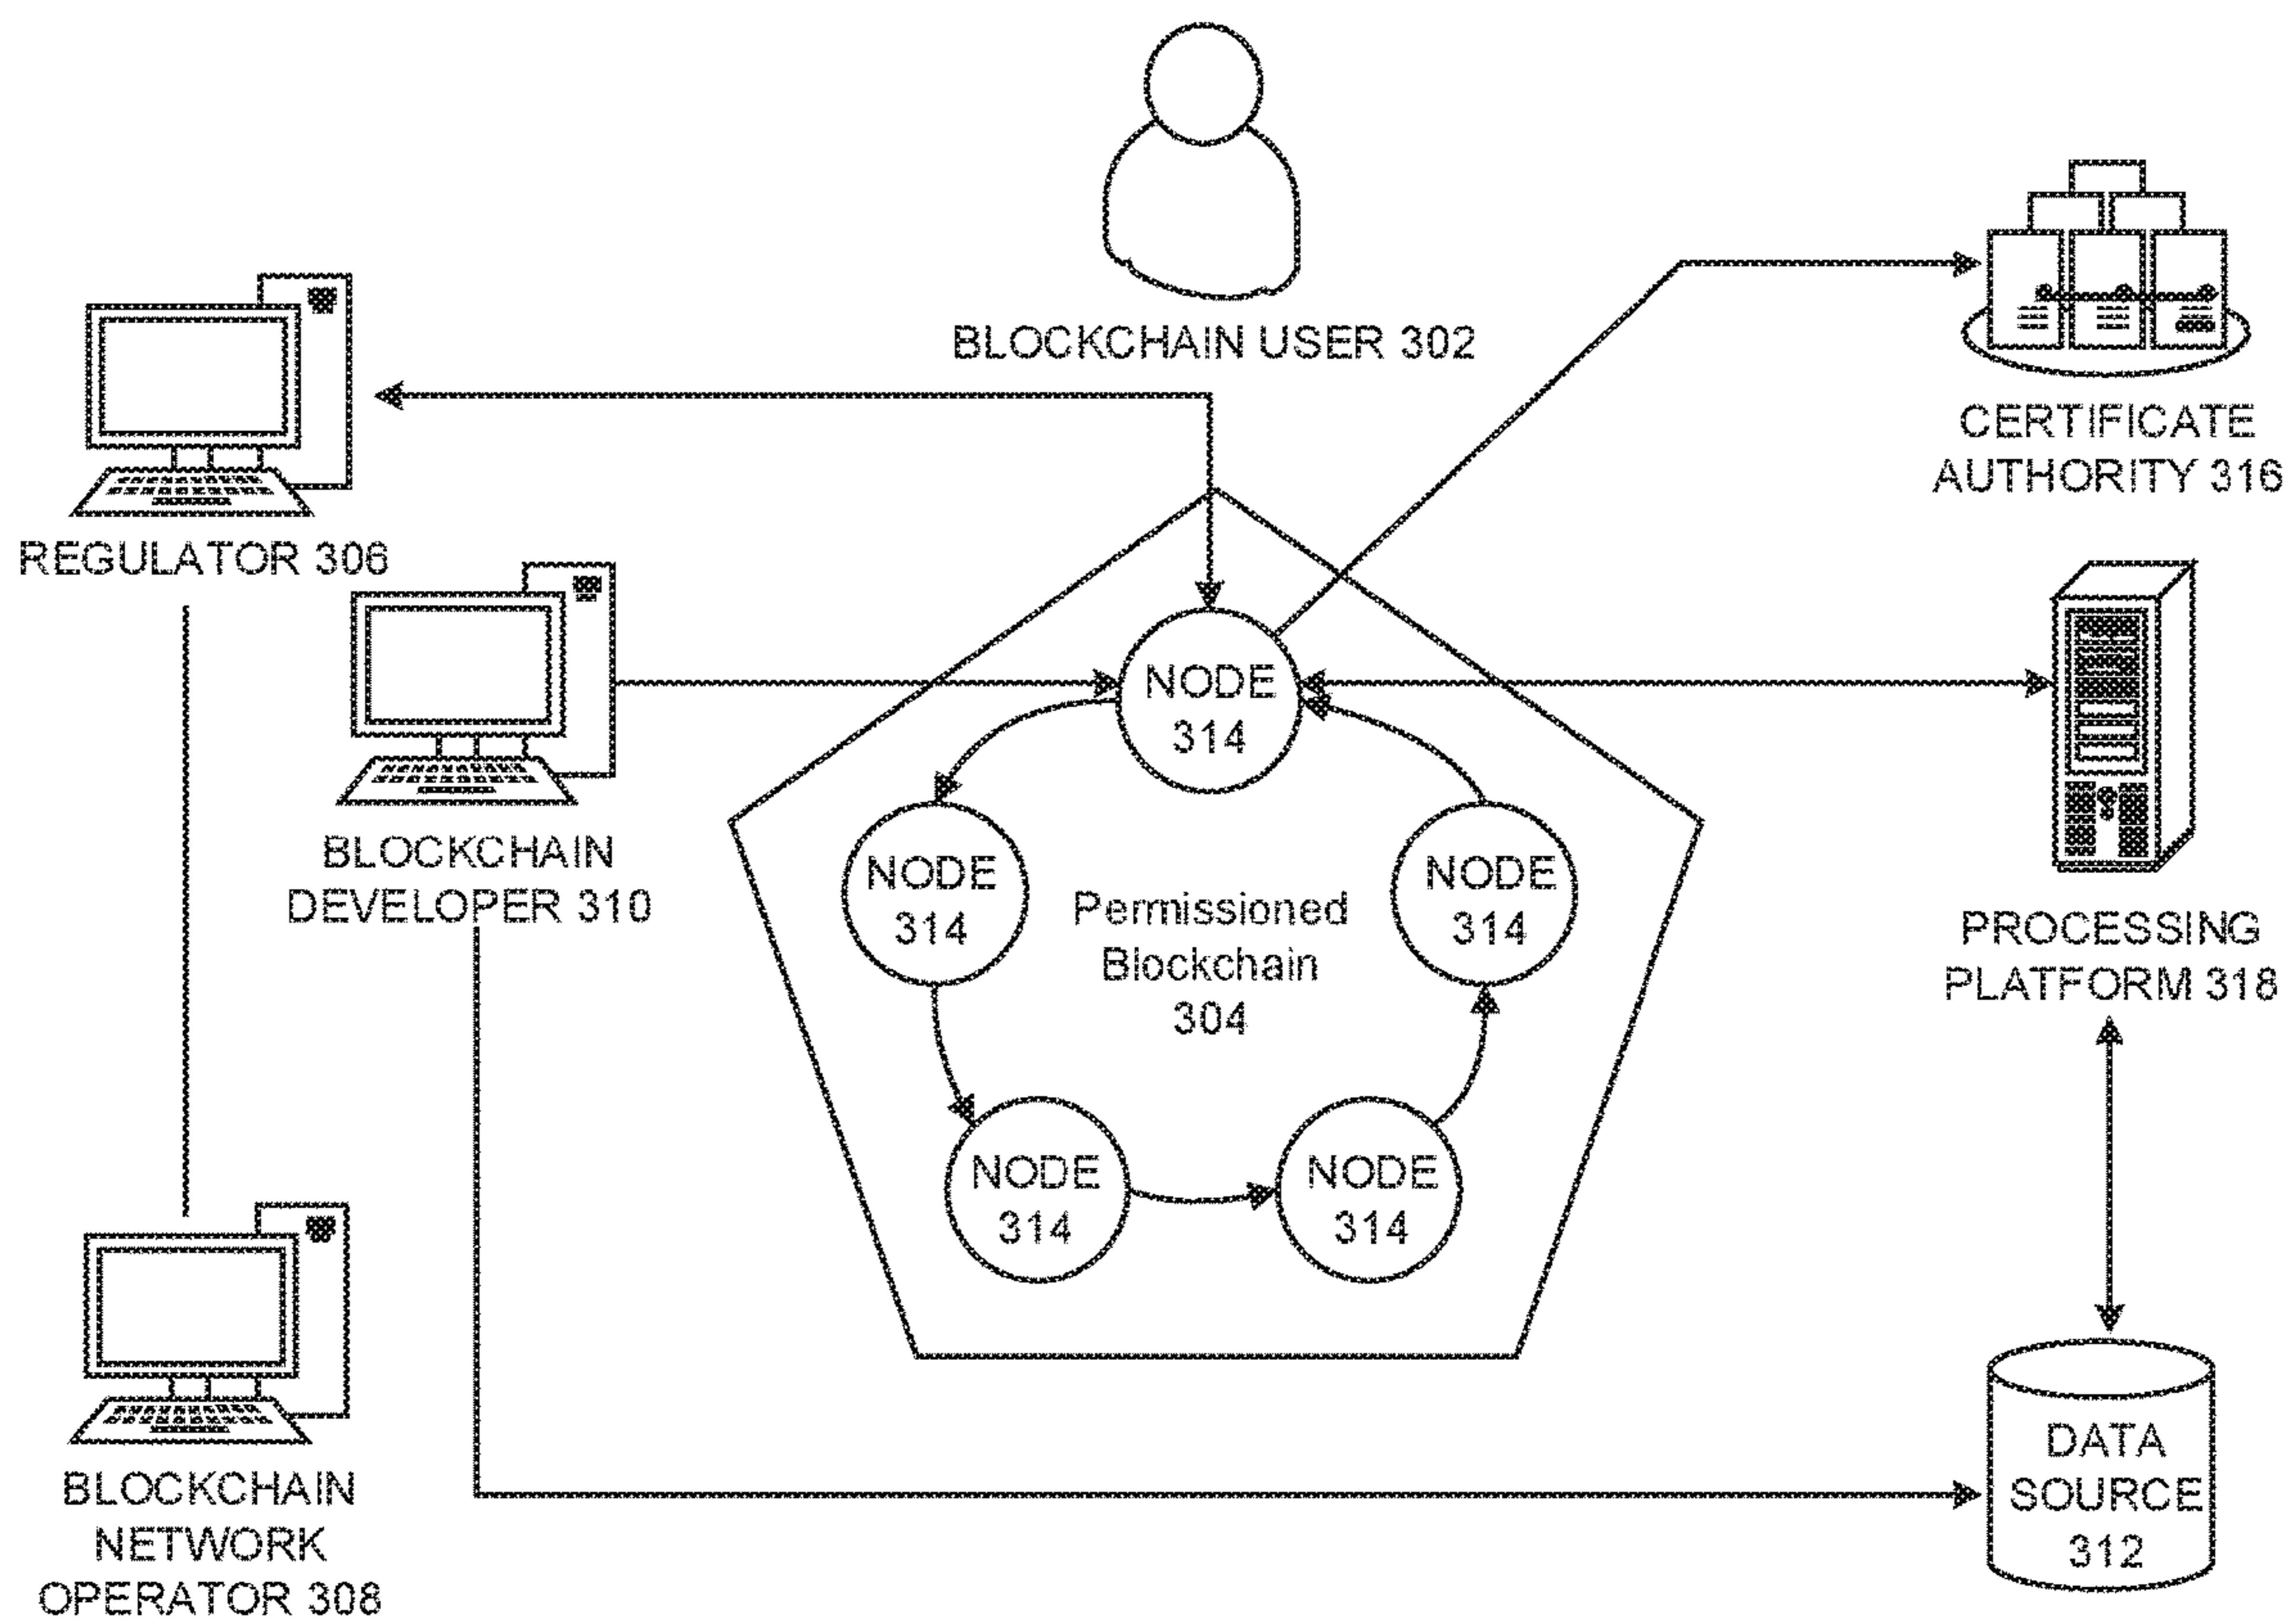 BLOCKCHAIN USER 302
CERTIFICATE
AUTHORITY 316
REGULATOR 306
BLOCKCHAIN
DEVELOPER 310
NODE
314
NODE
314
NODE
314
NODE
314
NODE
314
Permissioned
Blockchain
304
PROCESSING
PLATFORM 318
BLOCKCHAIN
NETWORK
OPERATOR 308
DATA
SOURCE
312